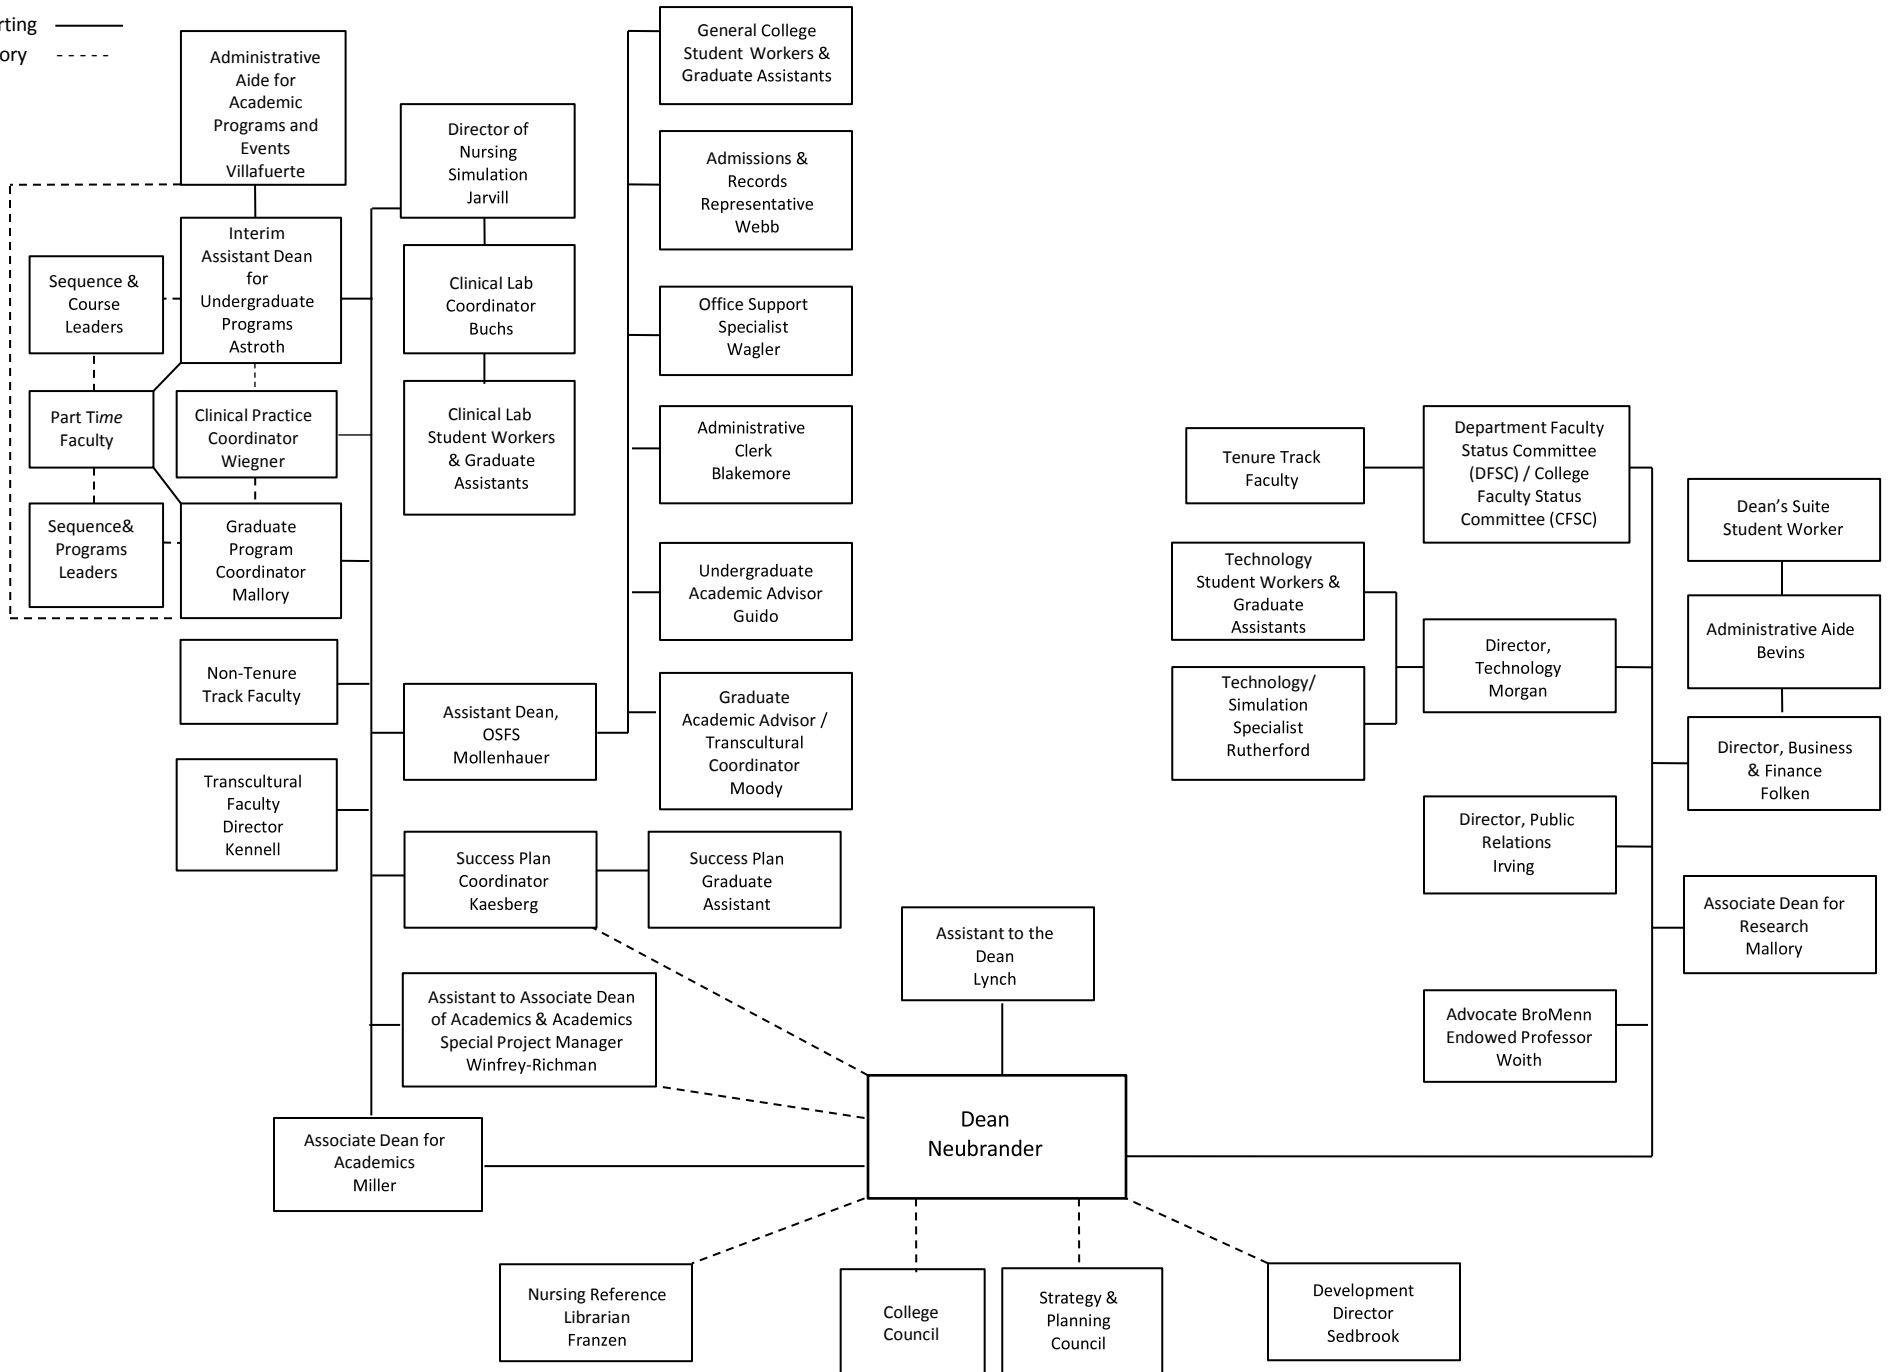 rting
ory
Administrative
Aide for
Academic
Programs and
Events
Villafuerte
Interim
Assistant Dean
for
Undergraduate
Programs
Astroth
Sequence &
Course
Leaders
Part Time
Faculty
Clinical Practice
Coordinator
Wiegner
Sequence&
Programs
Leaders
Graduate
Program
Coordinator
Mallory
Non-Tenure
Track Faculty
Transcultural
Faculty
Director
Kennell
Director of
Nursing
Simulation
Jarvill
Clinical Lab
Coordinator
Buchs
Clinical Lab
Student Workers
& Graduate
Assistants
Assistant Dean,
OSFS
Mollenhauer
Success Plan
Coordinator
Kaesberg
Success Plan
Graduate
Assistant
Assistant to Associate Dean
of Academics & Academics
Special Project Manager
Winfrey-Richman
Associate Dean for
Academics
Miller
General College
Student Workers &
Graduate Assistants
Admissions &
Records
Representative
Webb
Office Support
Specialist
Wagler
Administrative
Clerk
Blakemore
Undergraduate
Academic Advisor
Guido
Graduate
Academic Advisor /
Transcultural
Coordinator
Moody
Assistant to the
Dean
Lynch
Dean
Neubrander
Nursing Reference
Librarian
Franzen
College
Council
Strategy &
Planning
Council
Development
Director
Sedbrook
Tenure Track
Faculty
Department Faculty
Status Committee
(DFSC) / College
Faculty Status
Committee (CFSC)
Technology
Student Workers &
Graduate
Assistants
Technology/
Simulation
Specialist
Rutherford
Director,
Technology
Morgan
Director, Public
Relations
Irving
Advocate BroMenn
Endowed Professor
Woith
Dean’s Suite
Student Worker
Administrative Aide
Bevins
Director, Business
& Finance
Folken
Associate Dean for
Research
Mallory